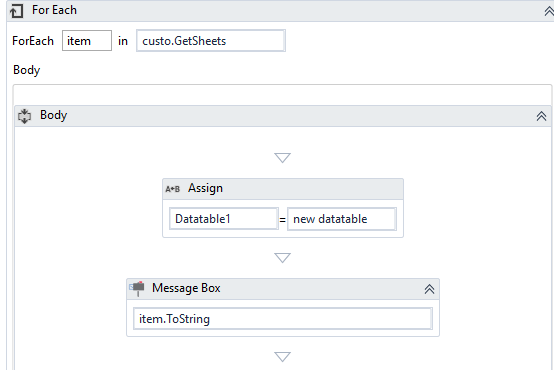 For Each
ForEach item in custo.GetSheets
Body
Body
A•B Assign
Datatable1 = new datatable
Message Box
item.ToString